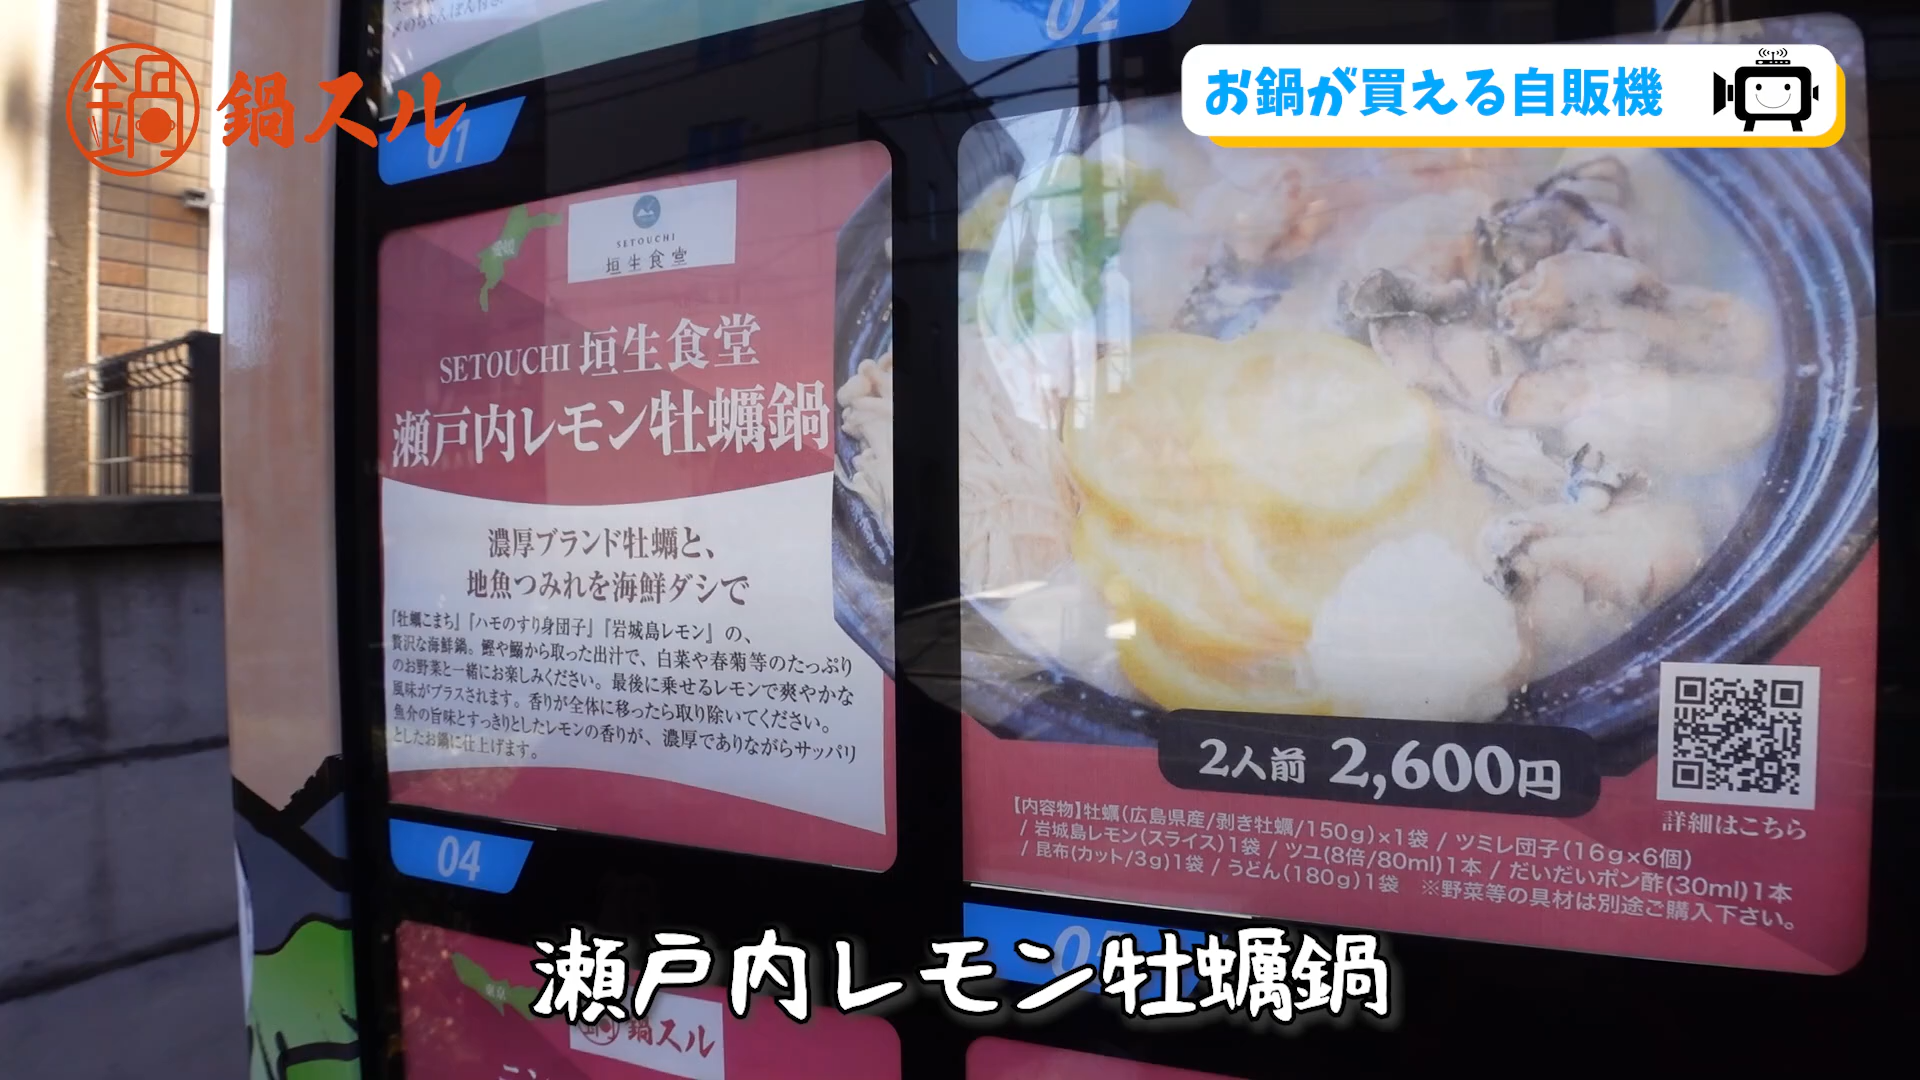 鍋スル
お鍋が買える自販機
01
02
愛媛
SETOUCHI
垣生食堂
SETOUCHI 垣生食堂
瀬戸内レモン牡蠣鍋
濃厚ブランド牡蠣と、
地魚つみれを海鮮ダシで
『牡蠣こまち』『ハモのすり身団子』『岩城島レモン』の、
贅沢な海鮮鍋。鰹や鰯から取った出汁で、白菜や春菊等のたっぷり
のお野菜と一緒にお楽しみください。最後に乗せるレモンで爽やかな
風味がプラスされます。香りが全体に移ったら取り除いてください。
魚介の旨味とすっきりとしたレモンの香りが、濃厚でありながらサッパリ
としたお鍋に仕上げます。
2人前 2,600円
詳細はこちら
【内容物】牡蠣(広島県産/剥き牡蠣/150g)×1袋 / ツミレ団子(16g×6個)
/ 岩城島レモン(スライス)1袋 / ツユ(8倍/80ml)1本 / だいだいポン酢(30ml)1本
/ 昆布(カット/3g)1袋 / うどん(180g)1袋 ※野菜等の具材は別途ご購入下さい。
04
05
東京
鍋スル
瀬戸内レモン牡蠣鍋